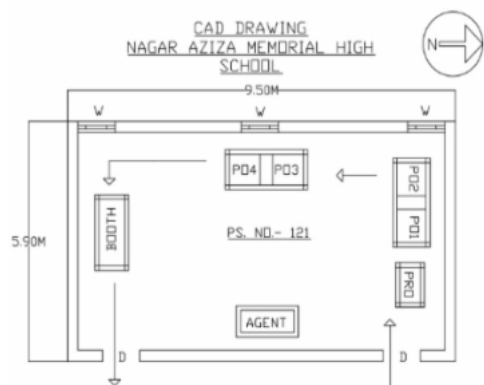 CAD DRAWING
NAGAR AZIZA MEMORIAL HIGH
SCHOOL
N
9.50M
W W W
PO4 PO3
PO2
PO1
BOOTH
PS. NO.- 121
5.90M
PRO
AGENT
D D